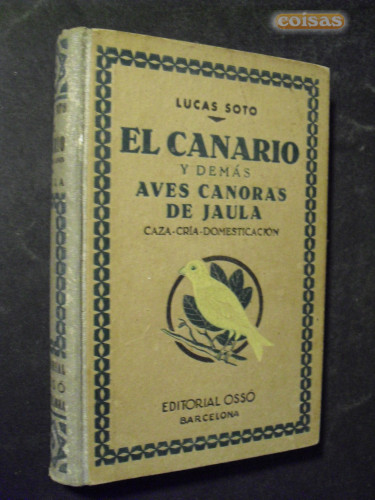 coisas
LUCAS SOTO
EL CANARIO
Y DEMÁS
AVES CANORAS
DE JAULA
CAZA-CRÍA-DOMESTICACIÓN
EDITORIAL OSSÓ
BARCELONA